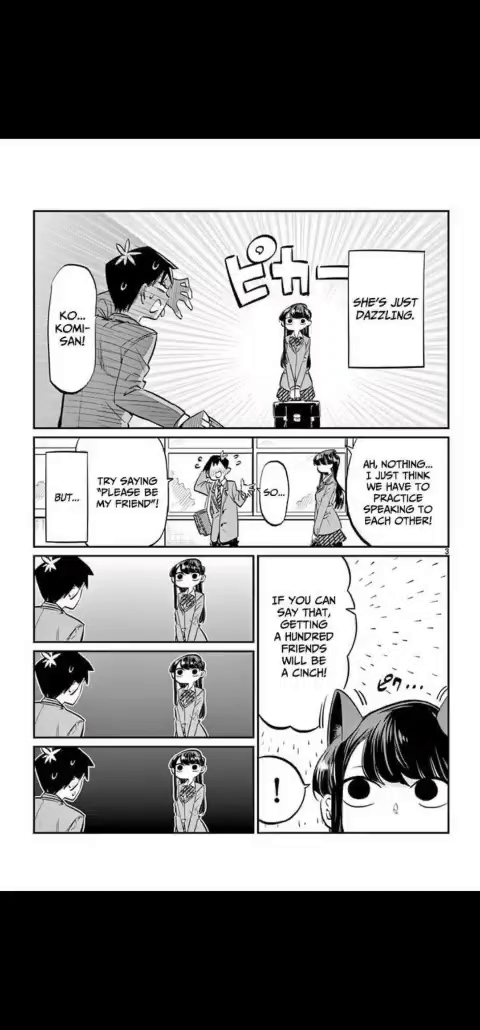 SHE'S JUST
DAZZLING.
ピカー
KO...
KOMI-
SAN!
AH, NOTHING...
I JUST THINK
WE HAVE TO
PRACTICE
SPEAKING TO
EACH OTHER!
SO...
TRY SAYING
"PLEASE BE
MY FRIEND"!
BUT...
3
IF YOU CAN
SAY THAT,
GETTING
A HUNDRED
FRIENDS
WILL BE
A CINCH!
ピク...
!